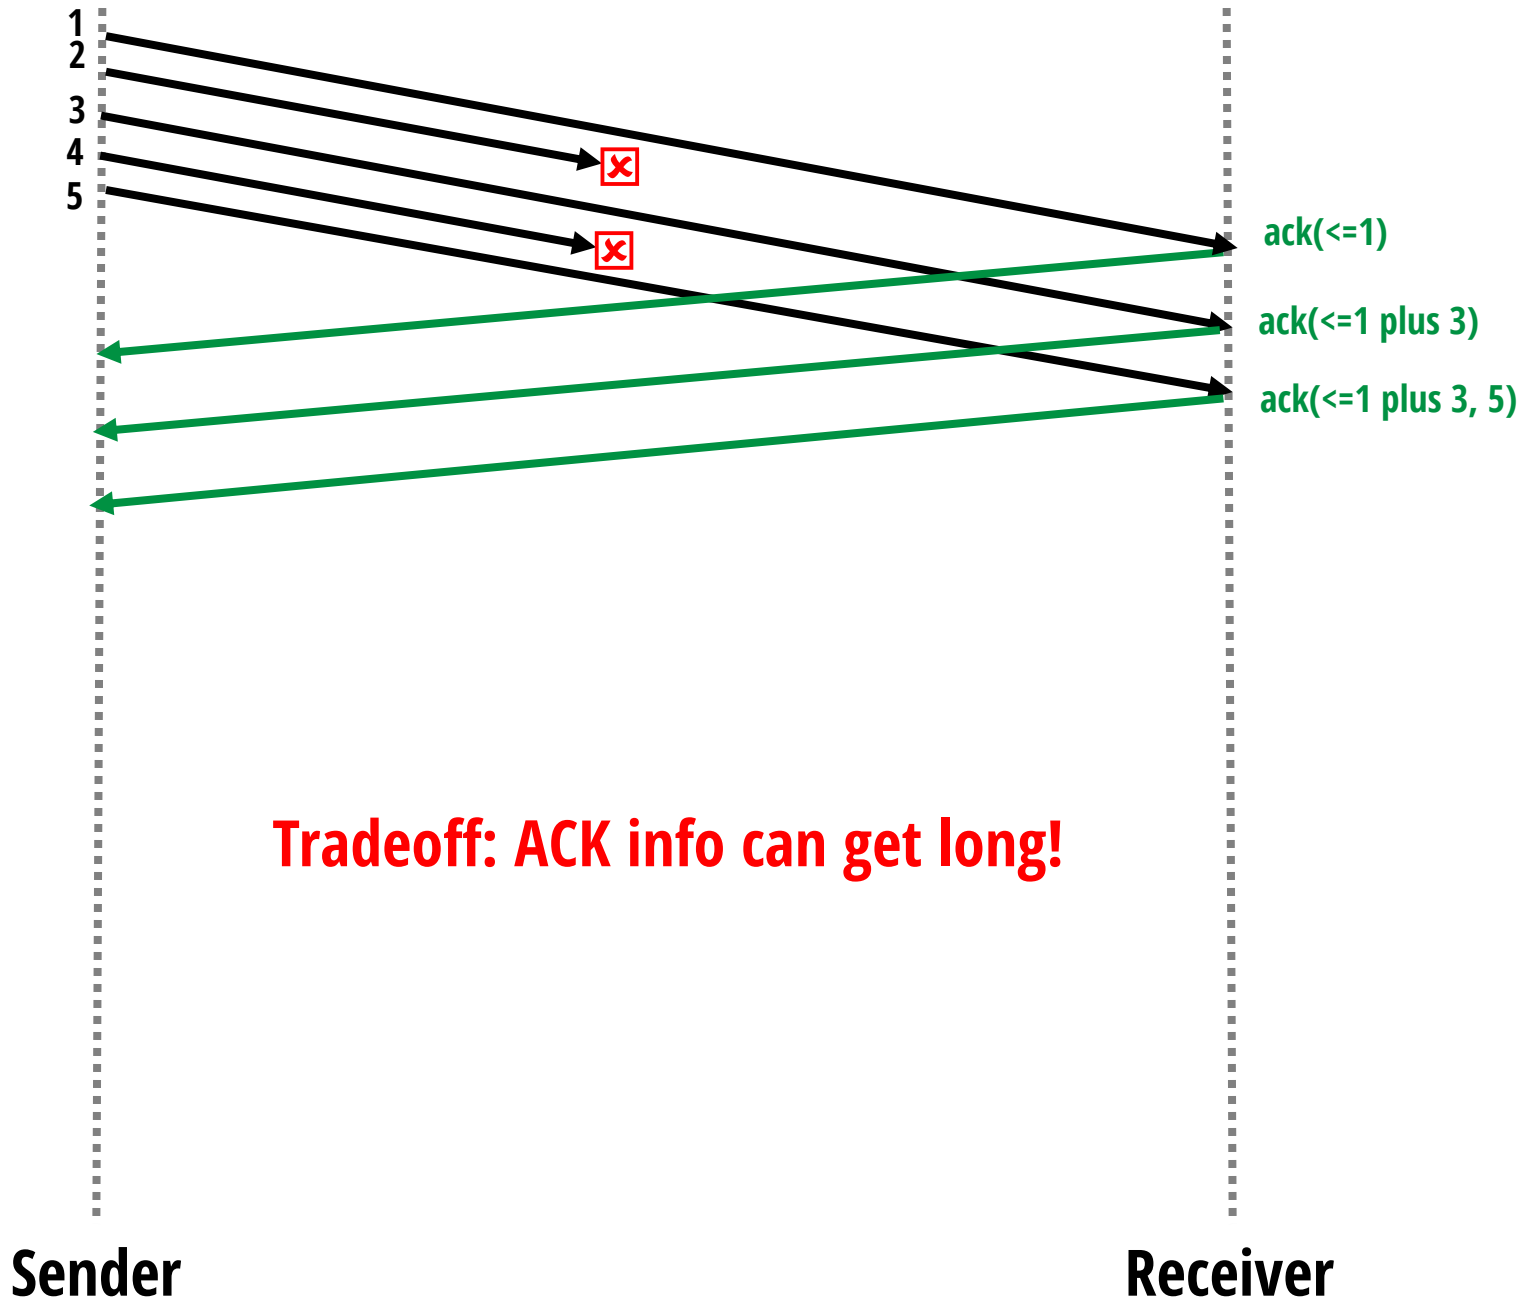 1
2
3
4
5
ack(<=1)
ack(<=1 plus 3)
ack(<=1 plus 3, 5)
Tradeoff: ACK info can get long!
Sender
Receiver